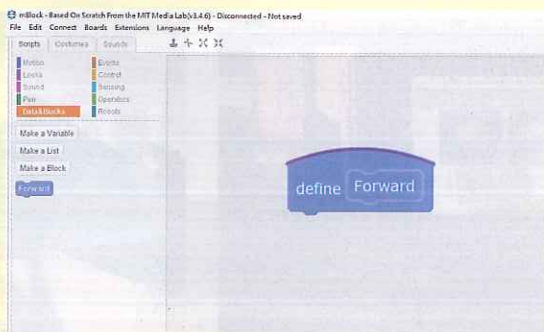 mBlock - Based On Scratch From the MIT Media Lab(v3.4.6) - Disconnected - Not saved
File Edit Connect Boards Extensions Language Help
Scripts Costumes Sounds
Motion Events
Looks Control
Sound Sensing
Pen Operators
Data&Blocks Robots
Make a Variable
Make a List
Make a Block
Forward
define Forward